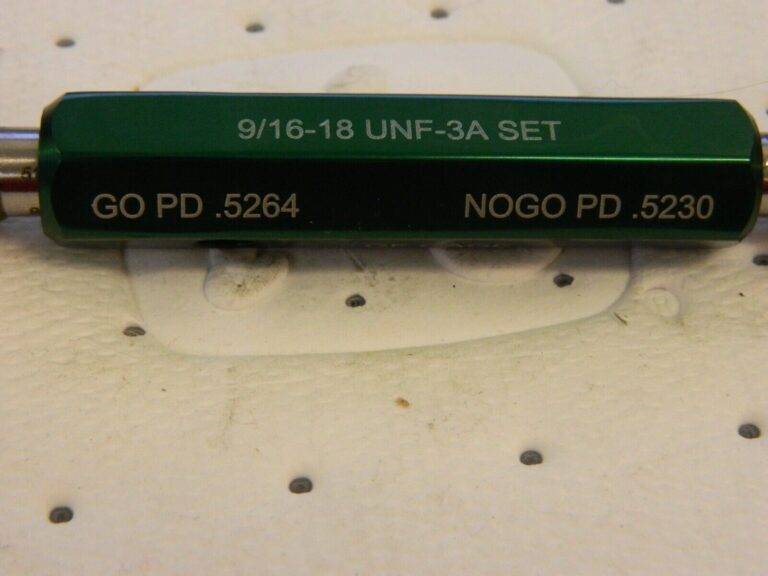 9/16-18 UNF-3A SET
GO PD .5264
NOGO PD .5230